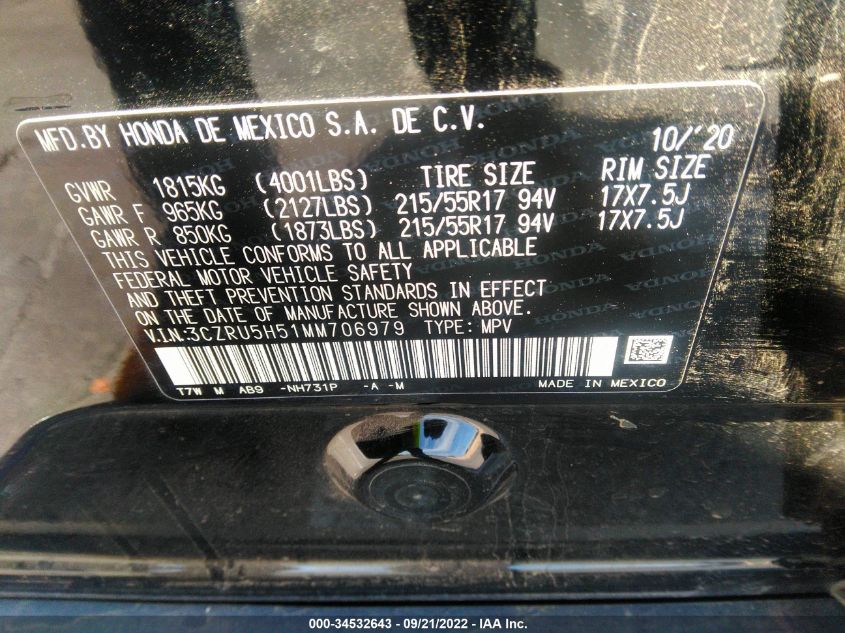 MFD.BY HONDA DE MEXICO S.A. DE C.V. 10/'20
GVWR 1815KG (4001LBS) TIRE SIZE RIM SIZE
GAWR F 965KG (2127LBS) 215/55R17 94V 17X7.5J
GAWR R 850KG (1873LBS) 215/55R17 94V 17X7.5J
THIS VEHICLE CONFORMS TO ALL APPLICABLE
FEDERAL MOTOR VEHICLE SAFETY
AND THEFT PREVENTION STANDARDS IN EFFECT
ON THE DATE OF MANUFACTURE SHOWN ABOVE.
V.IN:3CZRU5H51MM706979 TYPE: MPV
T7W M AB9 -NH731P -A -M MADE IN MEXICO
000-34532643 - 09/21/2022 - IAA Inc.